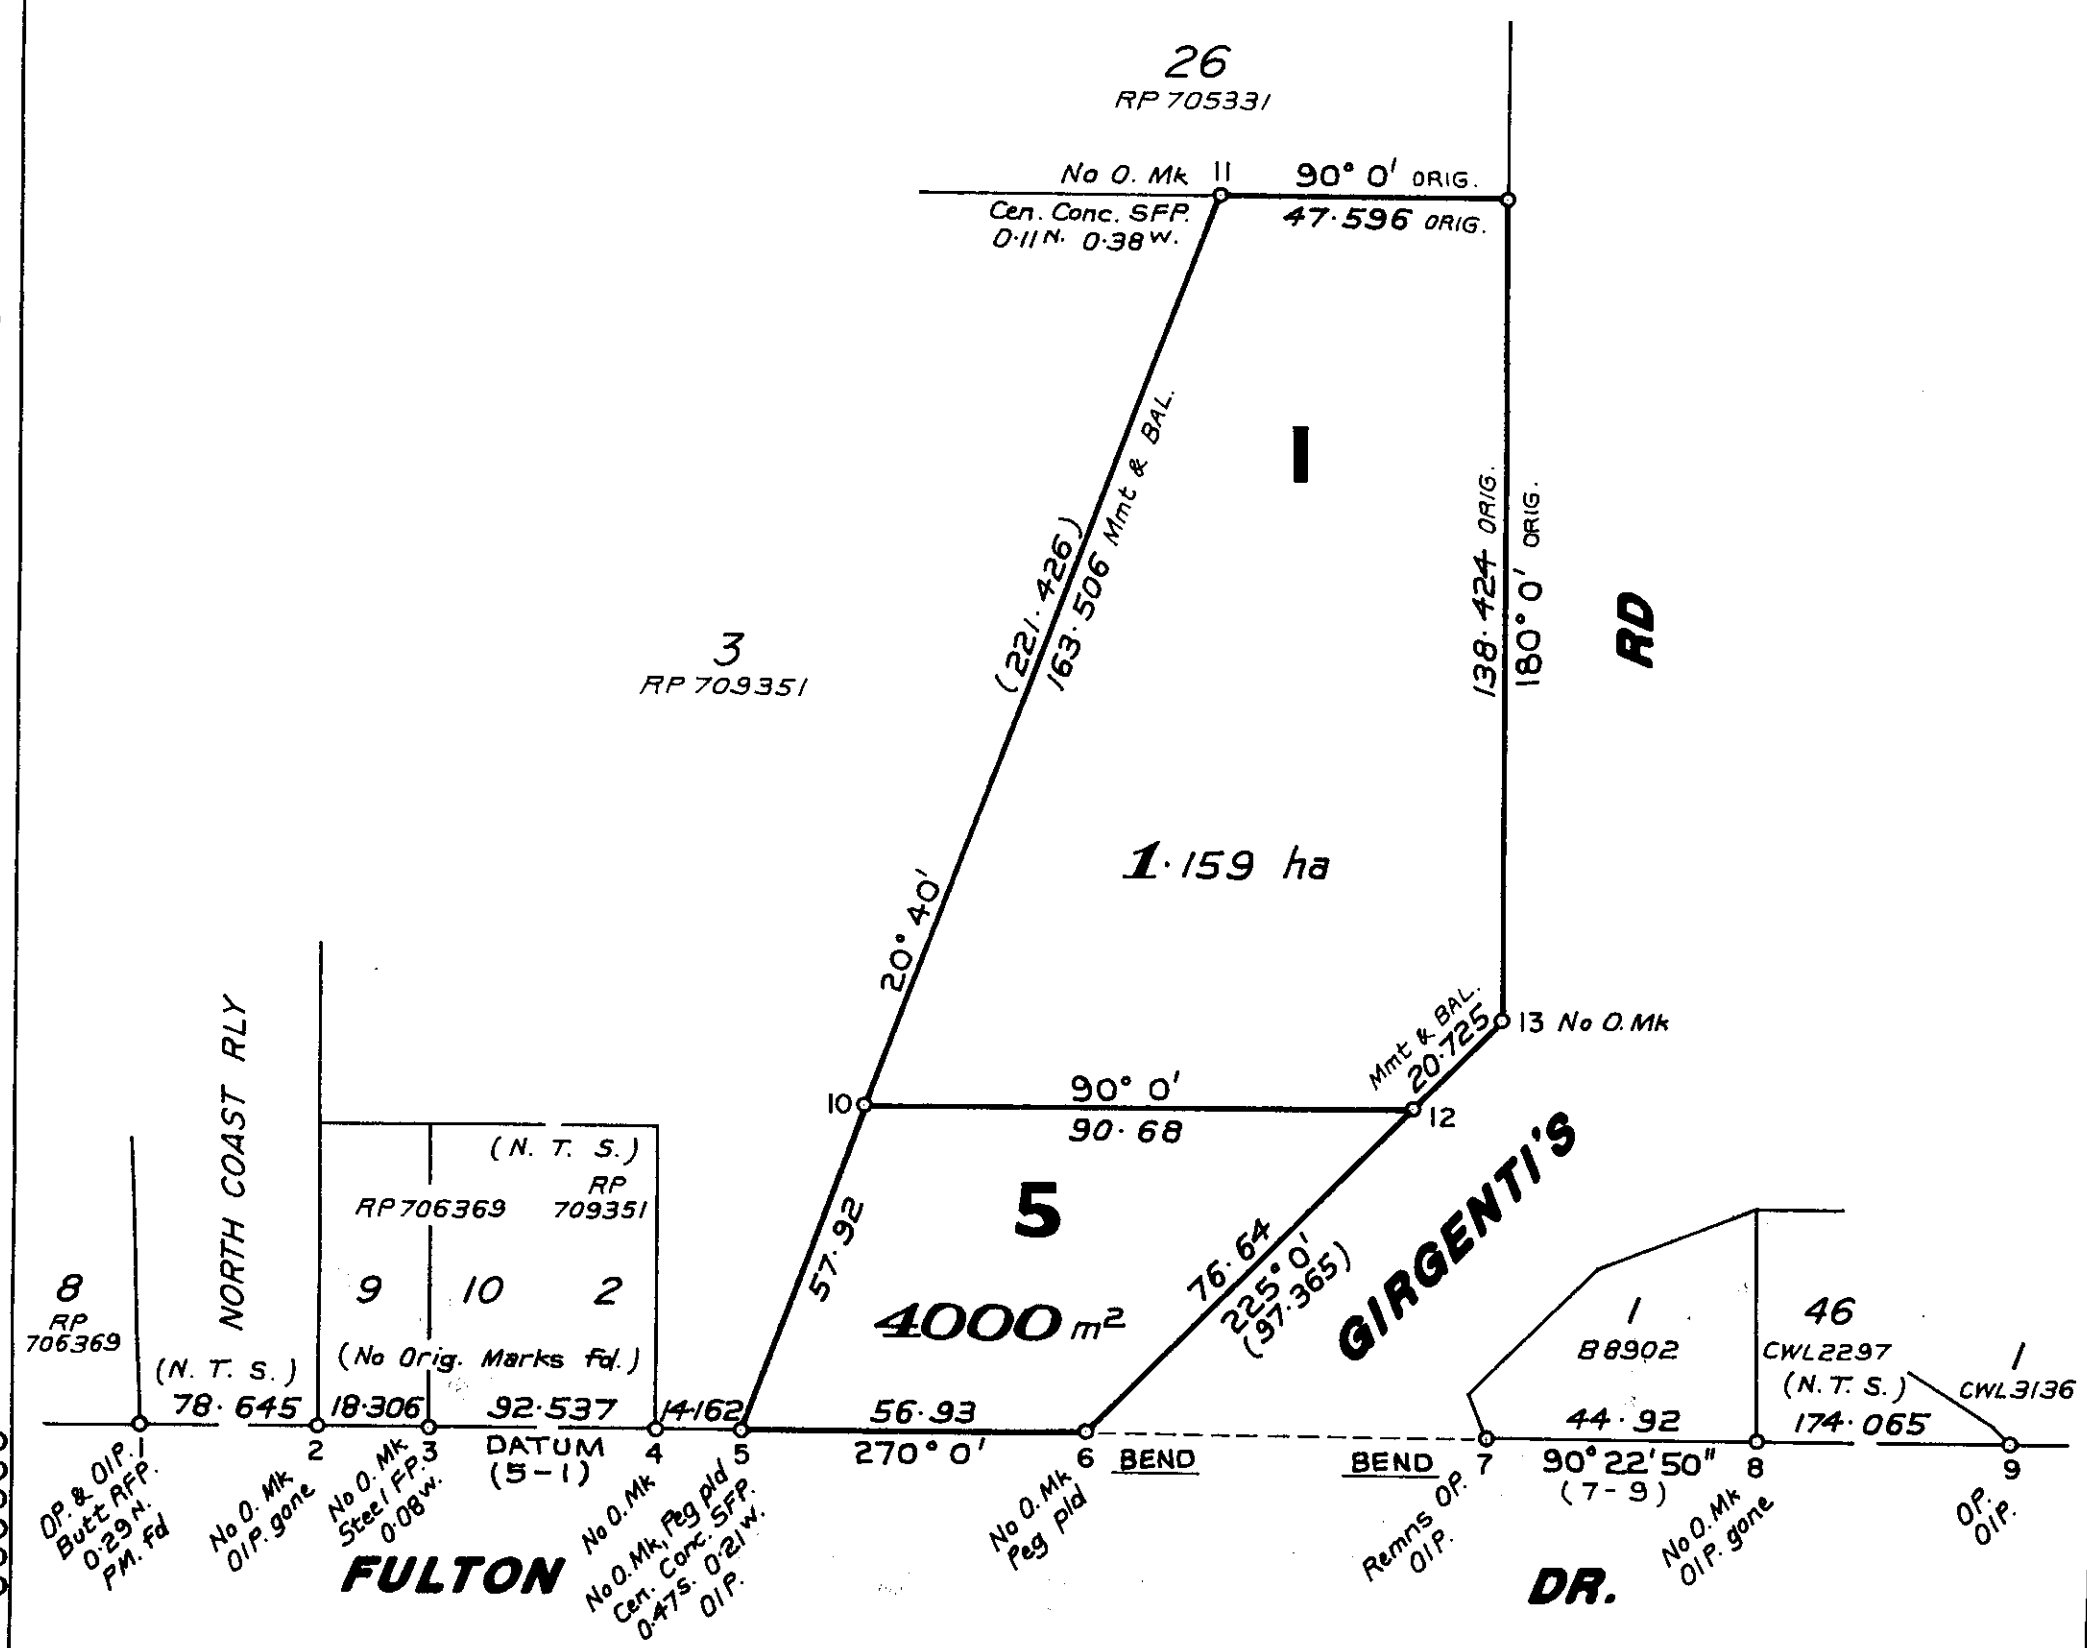 26
RP 705331
No O. Mk 11 90° 0' ORIG.
Cen. Conc. SFP. 47·596 ORIG.
0·11 N. 0·38 W.
1
138·424 ORIG.
180° 0' ORIG.
RD
(221·426)
163·506 Mmt & BAL.
3
RP 709351
1·159 ha
20° 40'
Mmt & BAL.
20·725
13 No O. Mk
10
90° 0'
90·68
12
NORTH COAST RLY
(N. T. S.)
RP 706369
RP
709351
57·92
5
76·64
225° 0'
(97·365)
GIRGENTI'S
8
RP
706369
9 10 2
4000 m²
1
B8902
46
CWL2297
(N. T. S.)
1
CWL3136
(N. T. S.)
(No Orig. Marks fd.)
78·645 18·306 92·537 14·162 56·93 44·92 174·065
1 2 3 DATUM 4 5 270° 0' 6 BEND BEND 7 90° 22' 50" 8 9
(5-1)
(7-9)
OP. & OIP.
Butt RFP.
0·29 N.
PM. fd
No O. Mk
OIP. gone
No O. Mk
Steel FP.
0·08 W.
No O. Mk
No O. Mk, Peg pld
Cen. Conc. SFP.
0·47 S. 0·21 W.
OIP.
No O. Mk
Peg pld
Remns OP.
OIP.
No O. Mk
OIP. gone
OP.
OIP.
FULTON DR.